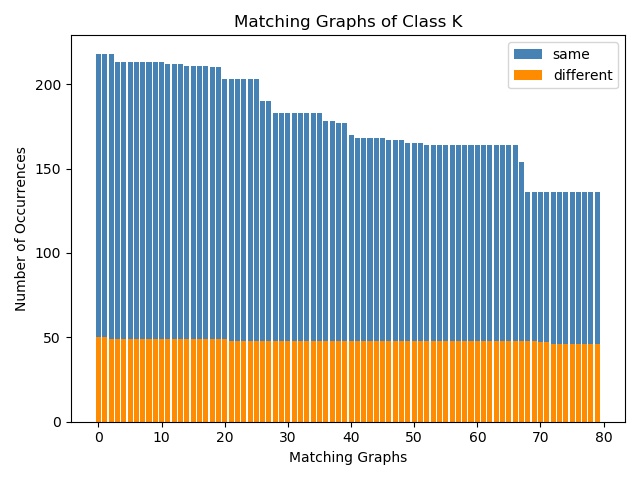 Matching Graphs of Class K
same
different
Number of Occurrences
200
150
100
50
0
0 10 20 30 40 50 60 70 80
Matching Graphs